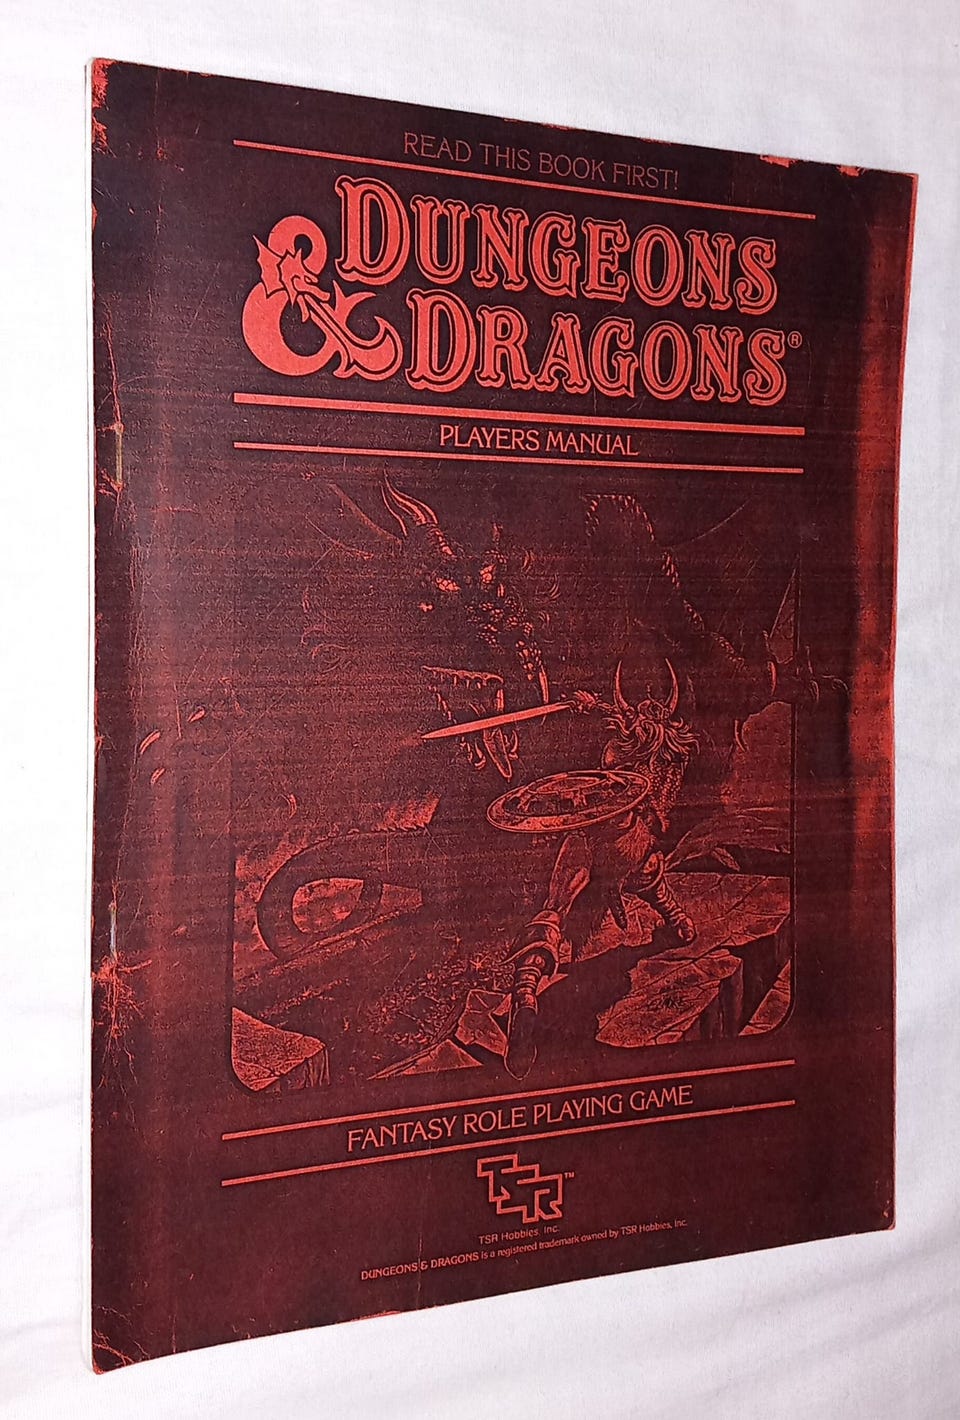 READ THIS BOOK FIRST!
DUNGEONS
& DRAGONS®
PLAYERS MANUAL
FANTASY ROLE PLAYING GAME
TSR™
TSR Hobbies, Inc.
DUNGEONS & DRAGONS is a registered trademark owned by TSR Hobbies, Inc.